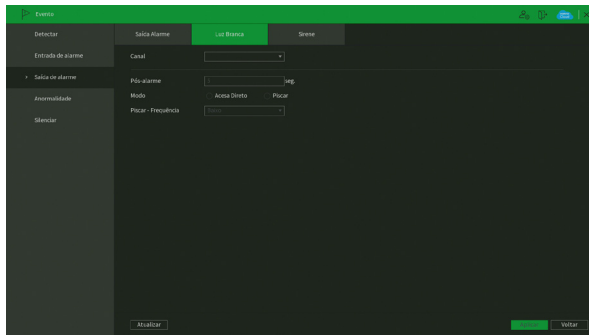 Evento
Detectar
Entrada de alarme
Saída de alarme
Anormalidade
Silenciar
Saída Alarme
Luz Branca
Sirene
Canal
Pós-alarme
seg.
Modo
Acesa Direto
Piscar
Piscar - Frequência
Atualizar
Aplicar
Voltar